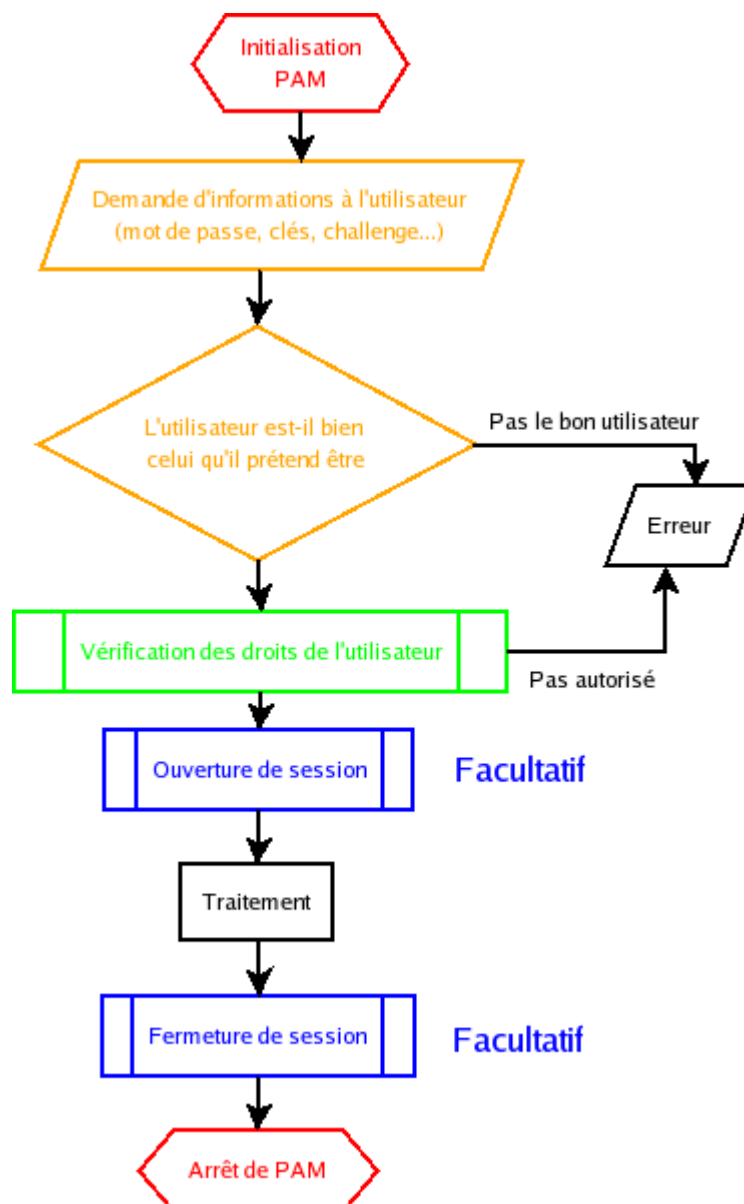 Initialisation
PAM
Demande d'informations à l'utilisateur
(mot de passe, clés, challenge...)
L'utilisateur est-il bien
celui qu'il prétend être
Pas le bon utilisateur
Erreur
Vérification des droits de l'utilisateur
Pas autorisé
Ouverture de session
Facultatif
Traitement
Fermeture de session
Facultatif
Arrêt de PAM